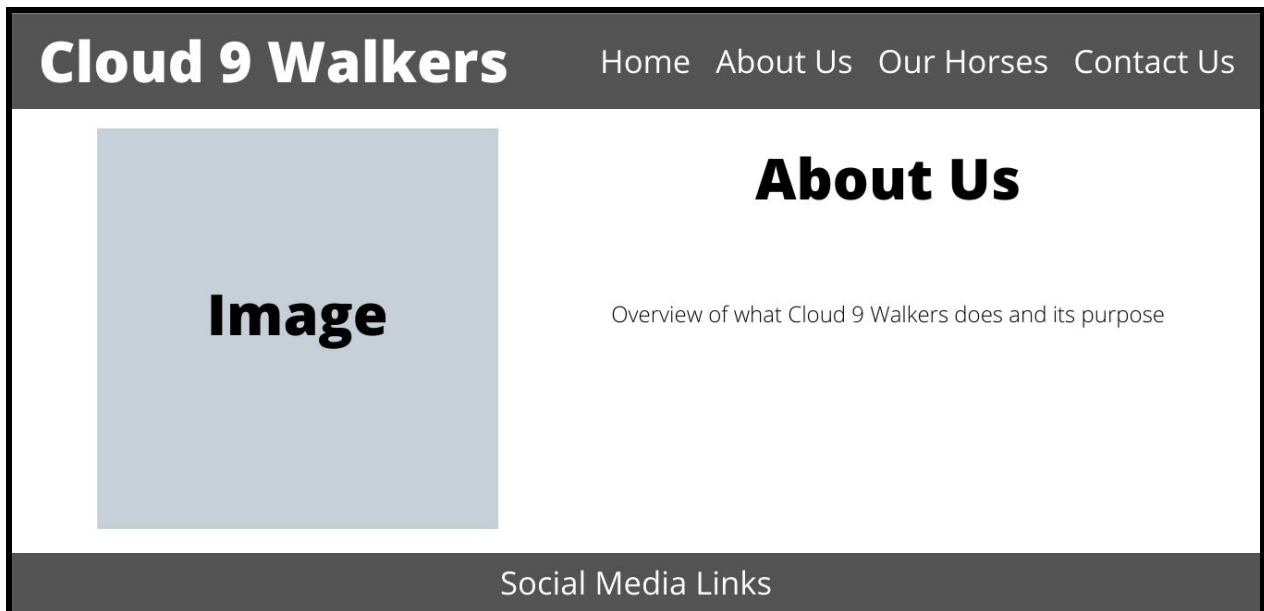 Cloud 9 Walkers
Home About Us Our Horses Contact Us
Image
About Us
Overview of what Cloud 9 Walkers does and its purpose
Social Media Links